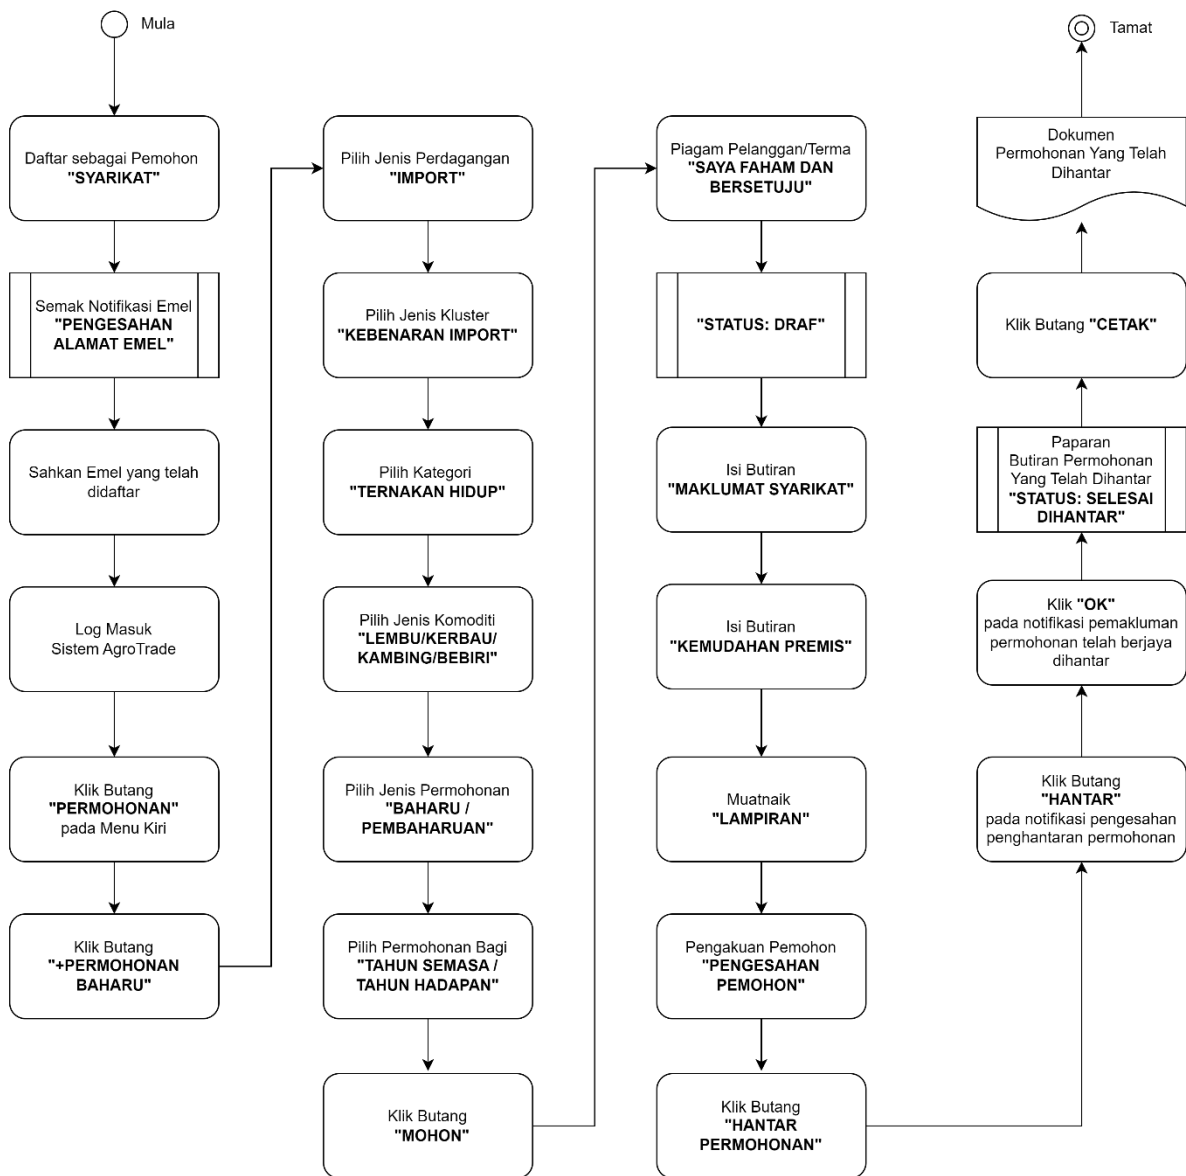 Mula
Daftar sebagai Pemohon
"SYARIKAT"
Semak Notifikasi Emel
"PENGESAHAN
ALAMAT EMEL"
Sahkan Emel yang telah
didaftar
Log Masuk
Sistem AgroTrade
Klik Butang
"PERMOHONAN"
pada Menu Kiri
Klik Butang
"+PERMOHONAN
BAHARU"
Pilih Jenis Perdagangan
"IMPORT"
Pilih Jenis Kluster
"KEBENARAN IMPORT"
Pilih Kategori
"TERNAKAN HIDUP"
Pilih Jenis Komoditi
"LEMBU/KERBAU/
KAMBING/BEBIRI"
Pilih Jenis Permohonan
"BAHARU /
PEMBAHARUAN"
Pilih Permohonan Bagi
"TAHUN SEMASA /
TAHUN HADAPAN"
Klik Butang
"MOHON"
Piagam Pelanggan/Terma
"SAYA FAHAM DAN
BERSETUJU"
"STATUS: DRAF"
Isi Butiran
"MAKLUMAT SYARIKAT"
Isi Butiran
"KEMUDAHAN PREMIS"
Muatnaik
"LAMPIRAN"
Pengakuan Pemohon
"PENGESAHAN
PEMOHON"
Klik Butang
"HANTAR
PERMOHONAN"
Klik Butang
"HANTAR"
pada notifikasi pengesahan
penghantaran permohonan
Klik "OK"
pada notifikasi pemakluman
permohonan telah berjaya
dihantar
Paparan
Butiran Permohonan
Yang Telah Dihantar
"STATUS: SELESAI
DIHANTAR"
Klik Butang "CETAK"
Dokumen
Permohonan Yang Telah
Dihantar
Tamat